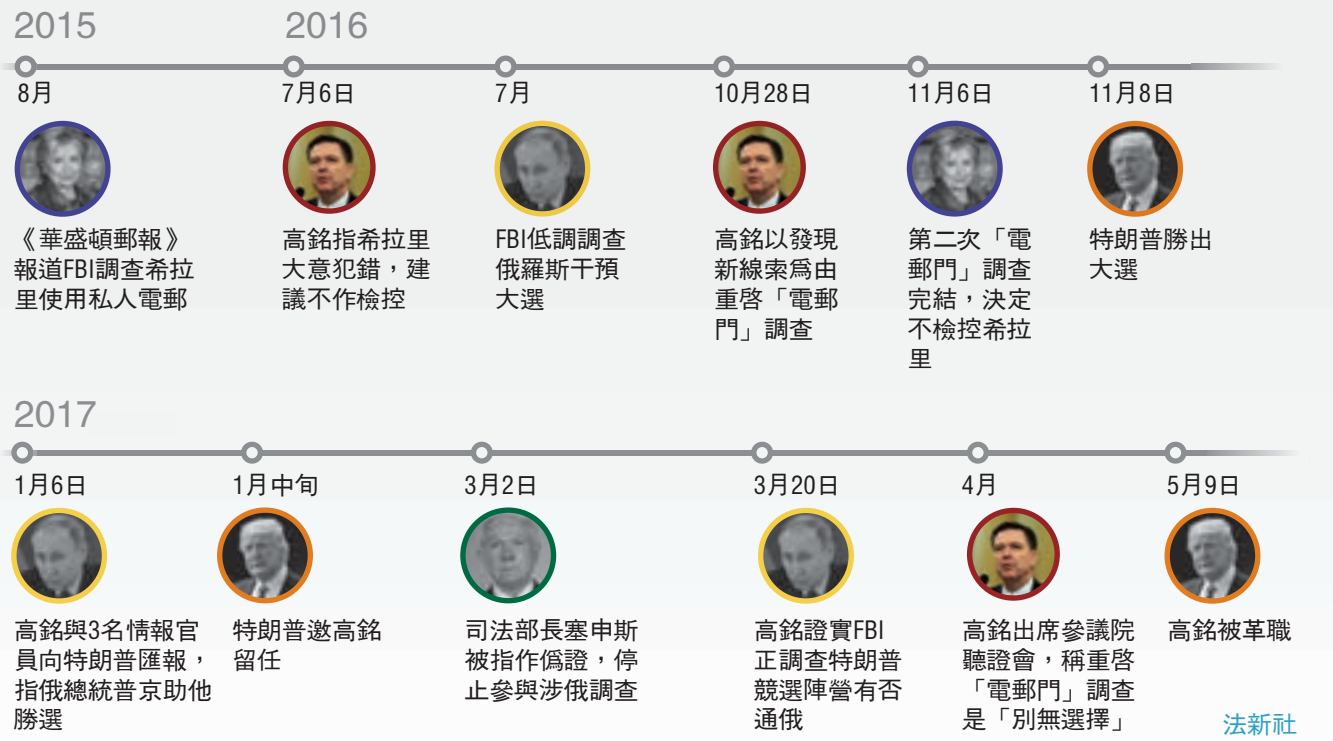 2015
2016
8月
7月6日
7月
10月28日
11月6日
11月8日
《華盛頓郵報》
報道FBI調查希拉
里使用私人電郵
高銘指希拉里
大意犯錯，建
議不作檢控
FBI低調調查
俄羅斯干預
大選
高銘以發現
新線索爲由
重啓「電郵
門」調查
第二次「電
郵門」調查
完結，決定
不檢控希拉
里
特朗普勝出
大選
2017
1月6日
1月中旬
3月2日
3月20日
4月
5月9日
高銘與3名情報官
員向特朗普匯報，
指俄總統普京助他
勝選
特朗普邀高銘
留任
司法部長塞申斯
被指作僞證，停
止參與涉俄調查
高銘證實FBI
正調查特朗普
競選陣營有否
通俄
高銘出席參議院
聽證會，稱重啓
「電郵門」調查
是「別無選擇」
高銘被革職
法新社